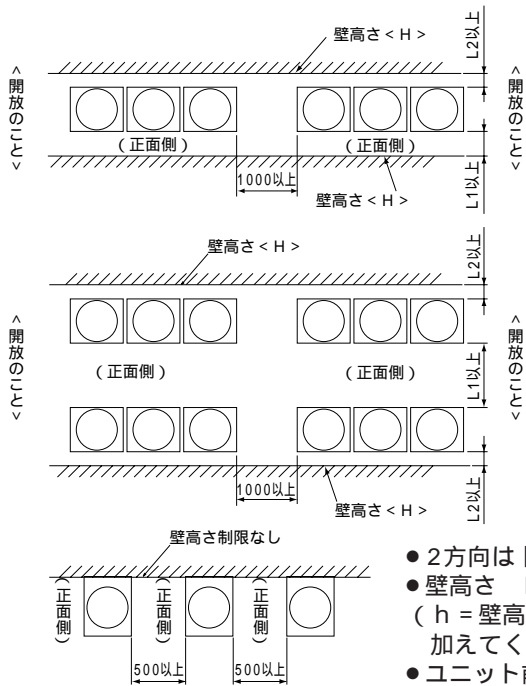 壁高さ<H>
L2以上
<開放のこと>
<開放のこと>
(正面側)
(正面側)
1000以上
L1以上
壁高さ<H>
壁高さ<H>
L2以上
<開放のこと>
<開放のこと>
(正面側)
(正面側)
L1以上
1000以上
L2以上
壁高さ<H>
壁高さ制限なし
(正面側)
(正面側)
(正面側)
500以上
500以上
●2方向は
●壁高さ
(h=壁高
加えてく
●ユニット